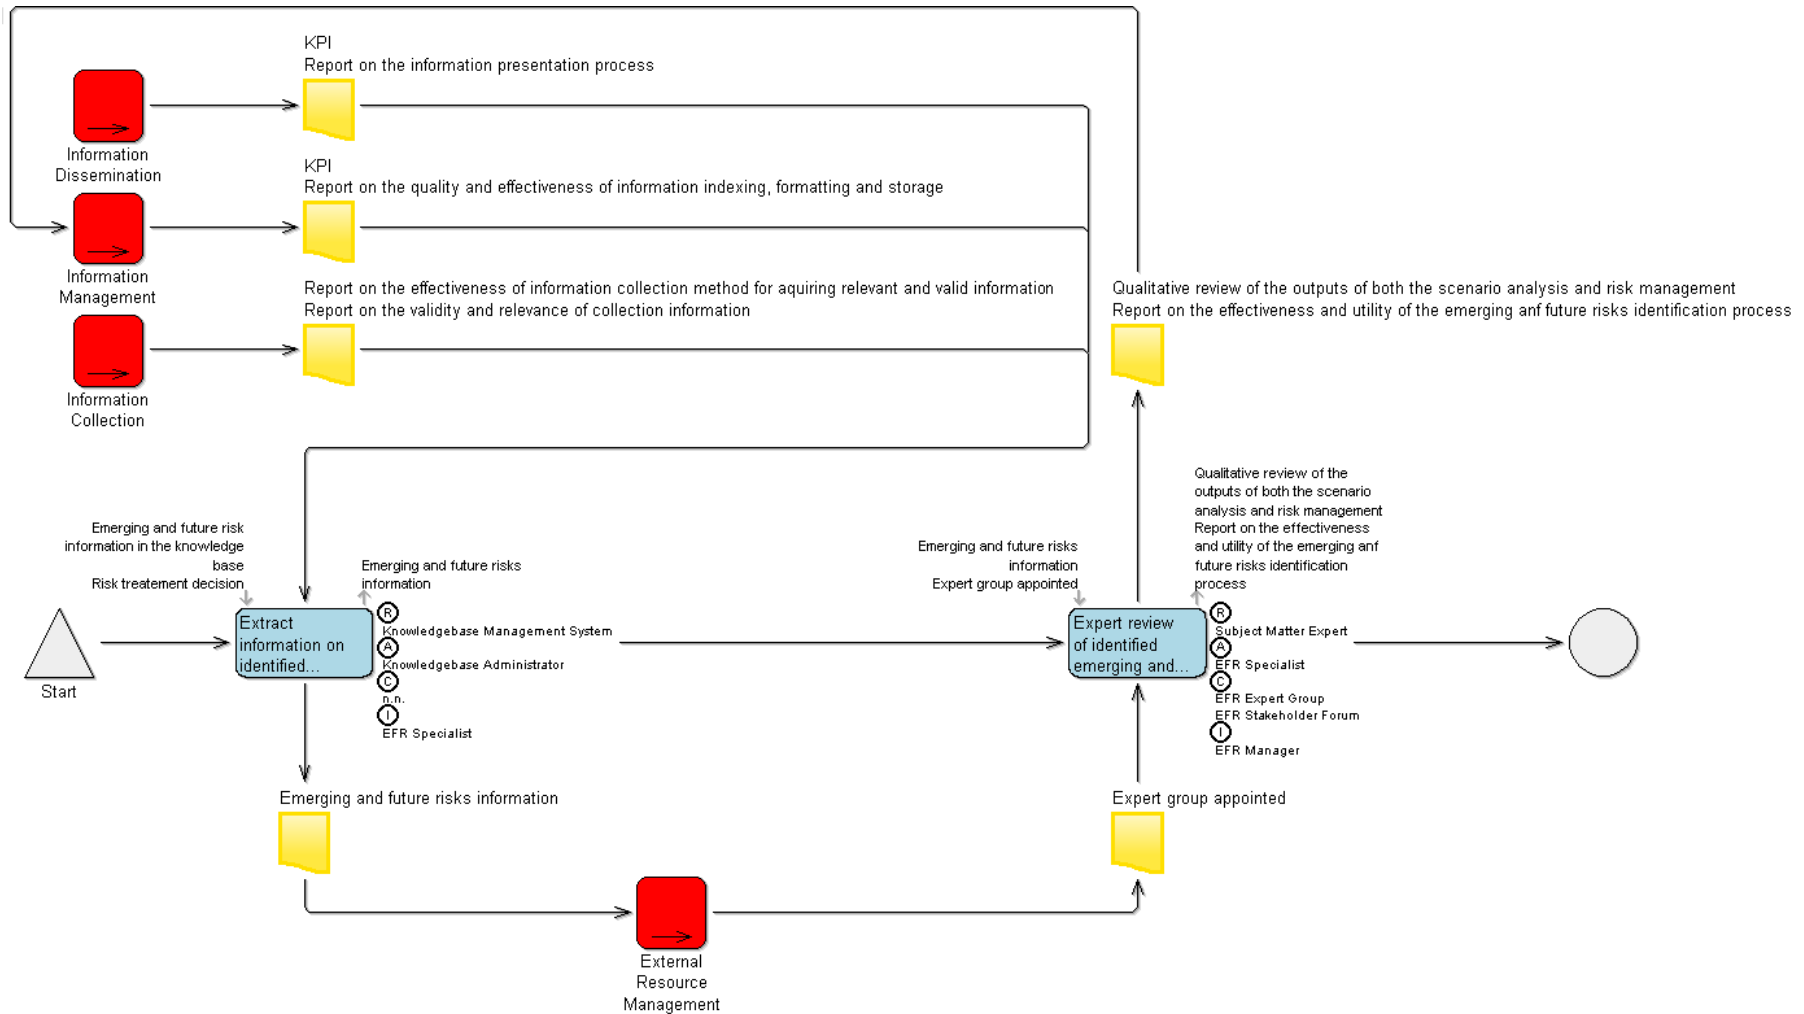 KPI
Report on the information presentation process
Information
Dissemination
KPI
Report on the quality and effectiveness of information indexing, formatting and storage
Information
Management
Report on the effectiveness of information collection method for aquiring relevant and valid information
Report on the validity and relevance of collection information
Information
Collection
Qualitative review of the outputs of both the scenario analysis and risk management
Report on the effectiveness and utility of the emerging anf future risks identification process
Emerging and future risk
information in the knowledge
base
Risk treatement decision
Emerging and future risks
information
Emerging and future risks
information
Expert group appointed
Qualitative review of the
outputs of both the scenario
analysis and risk management
Report on the effectiveness
and utility of the emerging anf
future risks identification
process
Start
Extract
information on
identified...
R
Knowledgebase Management System
A
Knowledgebase Administrator
C
n.n.
I
EFR Specialist
Expert review
of identified
emerging and...
R
Subject Matter Expert
A
EFR Specialist
C
EFR Expert Group
EFR Stakeholder Forum
I
EFR Manager
Emerging and future risks information
Expert group appointed
External
Resource
Management